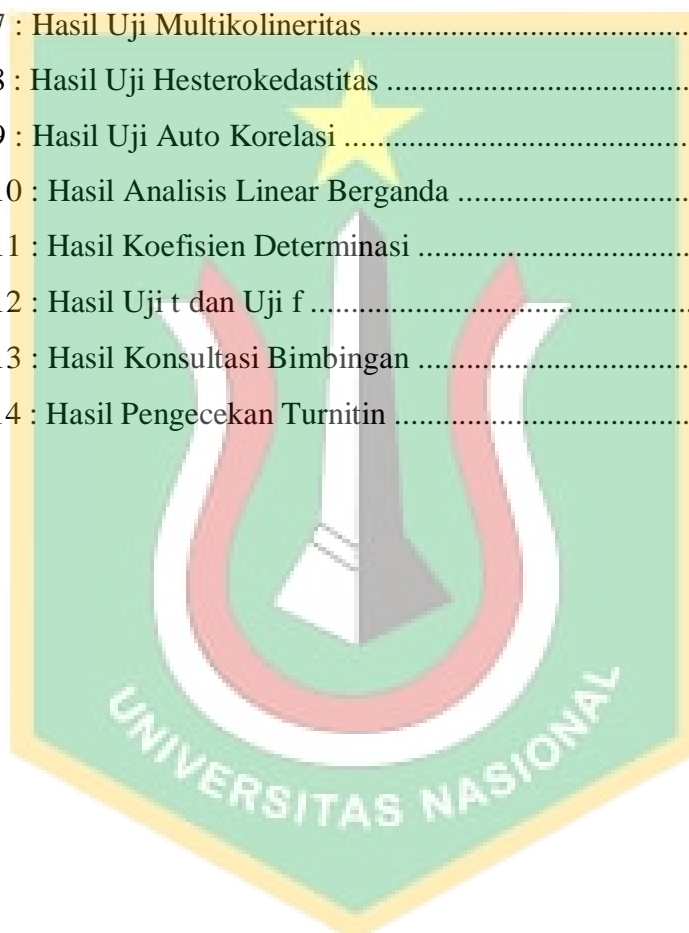 7 : Hasil Uji Multikolineritas ........................................
8 : Hasil Uji Hesterokedastitas ......................................
9 : Hasil Uji Auto Korelasi ...........................................
10 : Hasil Analisis Linear Berganda .............................
11 : Hasil Koefisien Determinasi ..................................
12 : Hasil Uji t dan Uji f ................................................
13 : Hasil Konsultasi Bimbingan ..................................
14 : Hasil Pengecekan Turnitin .....................................
UNIVERSITAS NASIONAL